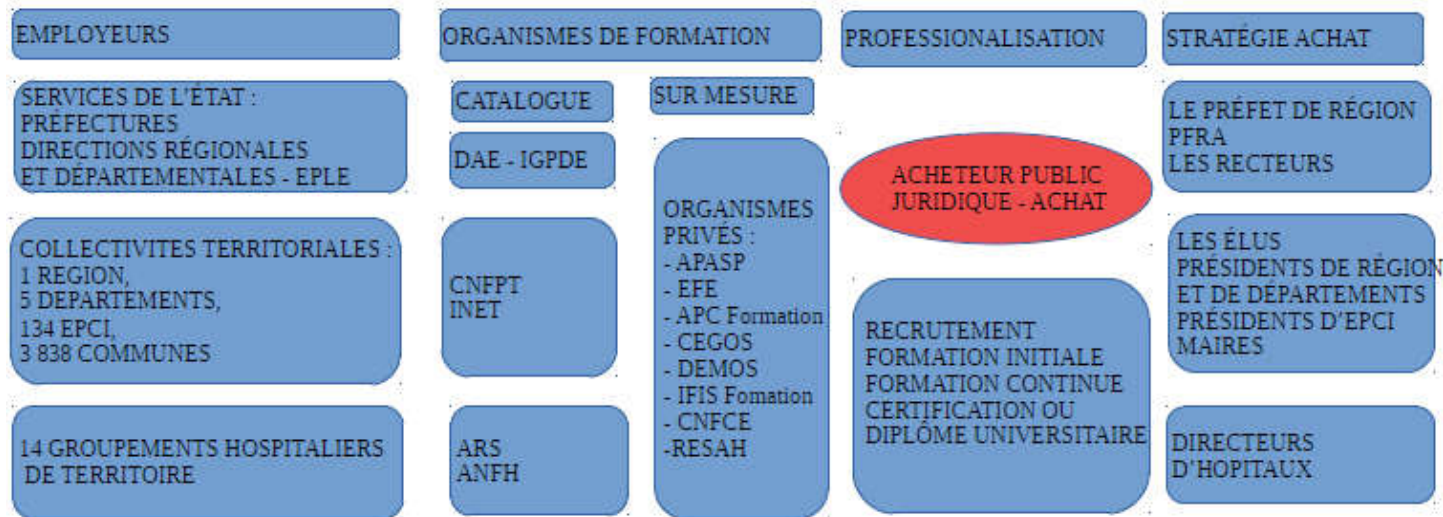 EMPLOYEURS
SERVICES DE L'ÉTAT :
PRÉFECTURES
DIRECTIONS RÉGIONALES
ET DÉPARTEMENTALES - EPLE
COLLECTIVITES TERRITORIALES :
1 REGION,
5 DEPARTEMENTS,
134 EPCI,
3 838 COMMUNES
14 GROUPEMENTS HOSPITALIERS
DE TERRITOIRE
ORGANISMES DE FORMATION
CATALOGUE
DAE - IGPDE
CNFPT
INET
ARS
ANFH
SUR MESURE
ORGANISMES
PRIVÉS :
- APASP
- EFE
- APC Formation
- CEGOS
- DEMOS
- IFIS Fomation
- CNFCE
-RESAH
PROFESSIONALISATION
ACHETEUR PUBLIC
JURIDIQUE - ACHAT
RECRUTEMENT
FORMATION INITIALE
FORMATION CONTINUE
CERTIFICATION OU
DIPLÔME UNIVERSITAIRE
STRATÉGIE ACHAT
LE PRÉFET DE RÉGION
PFRA
LES RECTEURS
LES ÉLUS
PRÉSIDENTS DE RÉGION
ET DE DÉPARTEMENTS
PRÉSIDENTS D'EPCI
MAIRES
DIRECTEURS
D'HOPITAUX